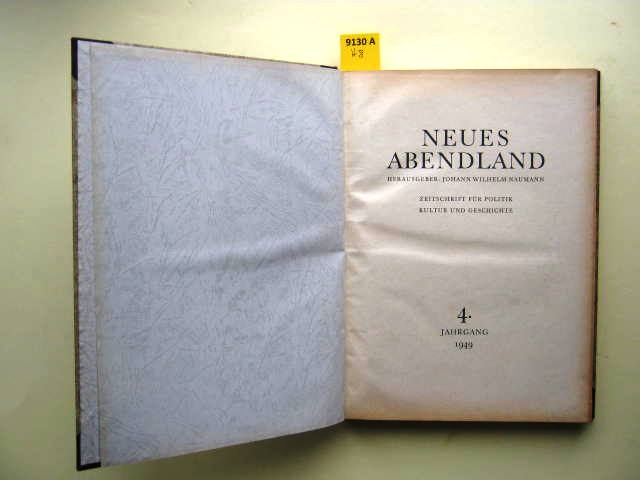 9130 A
NEUES
ABENDLAND
HERAUSGEBER: JOHANN WILHELM NAUMANN
ZEITSCHRIFT FÜR POLITIK
KULTUR UND GESCHICHTE
4.
JAHRGANG
1949